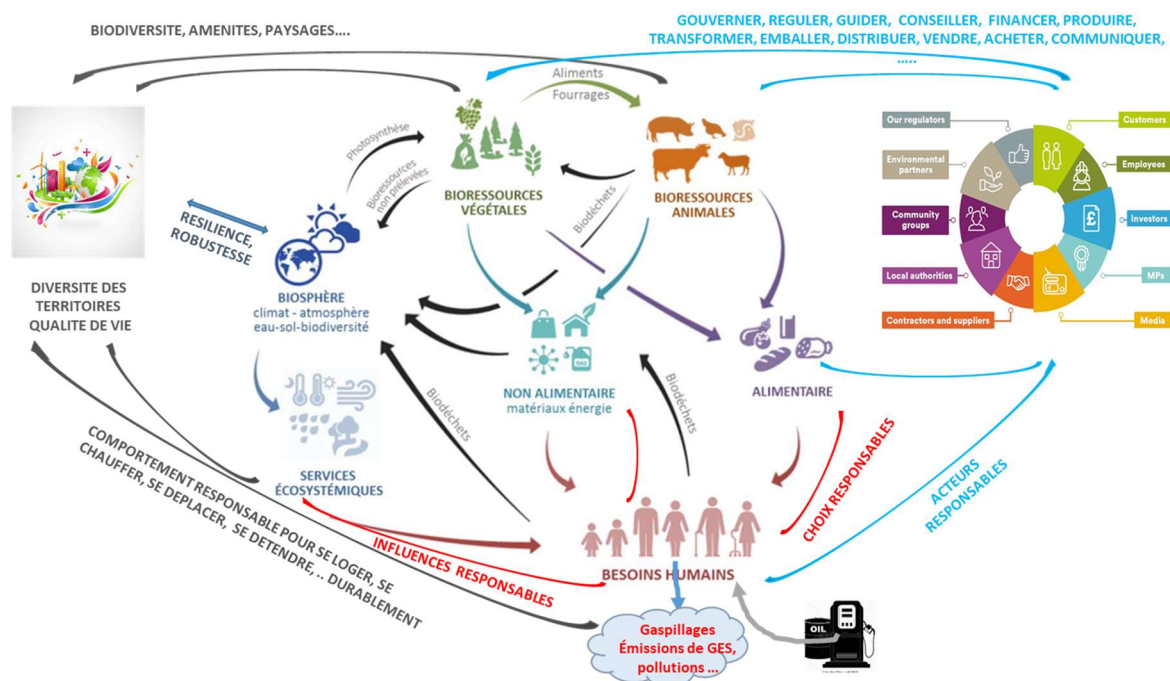 BIODIVERSITE, AMENITES, PAYSAGES....
GOUVERNER, REGULER, GUIDER, CONSEILLER, FINANCER, PRODUIRE,
TRANSFORMER, EMBALLER, DISTRIBUER, VENDRE, ACHETER, COMMUNIQUER,
.....
Aliments
Fourrages
Photosynthèse
Bioressources
non prélevées
BIORESSOURCES
VÉGÉTALES
BIORESSOURCES
ANIMALES
Biodéchets
Our regulators
Customers
Environmental
partners
Employees
Community
groups
Investors
£
Local authorities
MPs
Contractors and suppliers
Media
RESILIENCE,
ROBUSTESSE
DIVERSITE DES
TERRITOIRES
QUALITE DE VIE
BIOSPHÈRE
climat - atmosphère
eau-sol-biodiversité
bio
NON ALIMENTAIRE
matériaux énergie
ALIMENTAIRE
Biodéchets
Biodéchets
SERVICES
ÉCOSYSTÉMIQUES
COMPORTEMENT RESPONSABLE POUR SE LOGER, SE
CHAUFFER, SE DEPLACER, SE DETENDRE, .. DURABLEMENT
INFLUENCES RESPONSABLES
CHOIX RESPONSABLES
ACTEURS
RESPONSABLES
BESOINS HUMAINS
Gaspillages
Émissions de GES,
pollutions ...
OIL